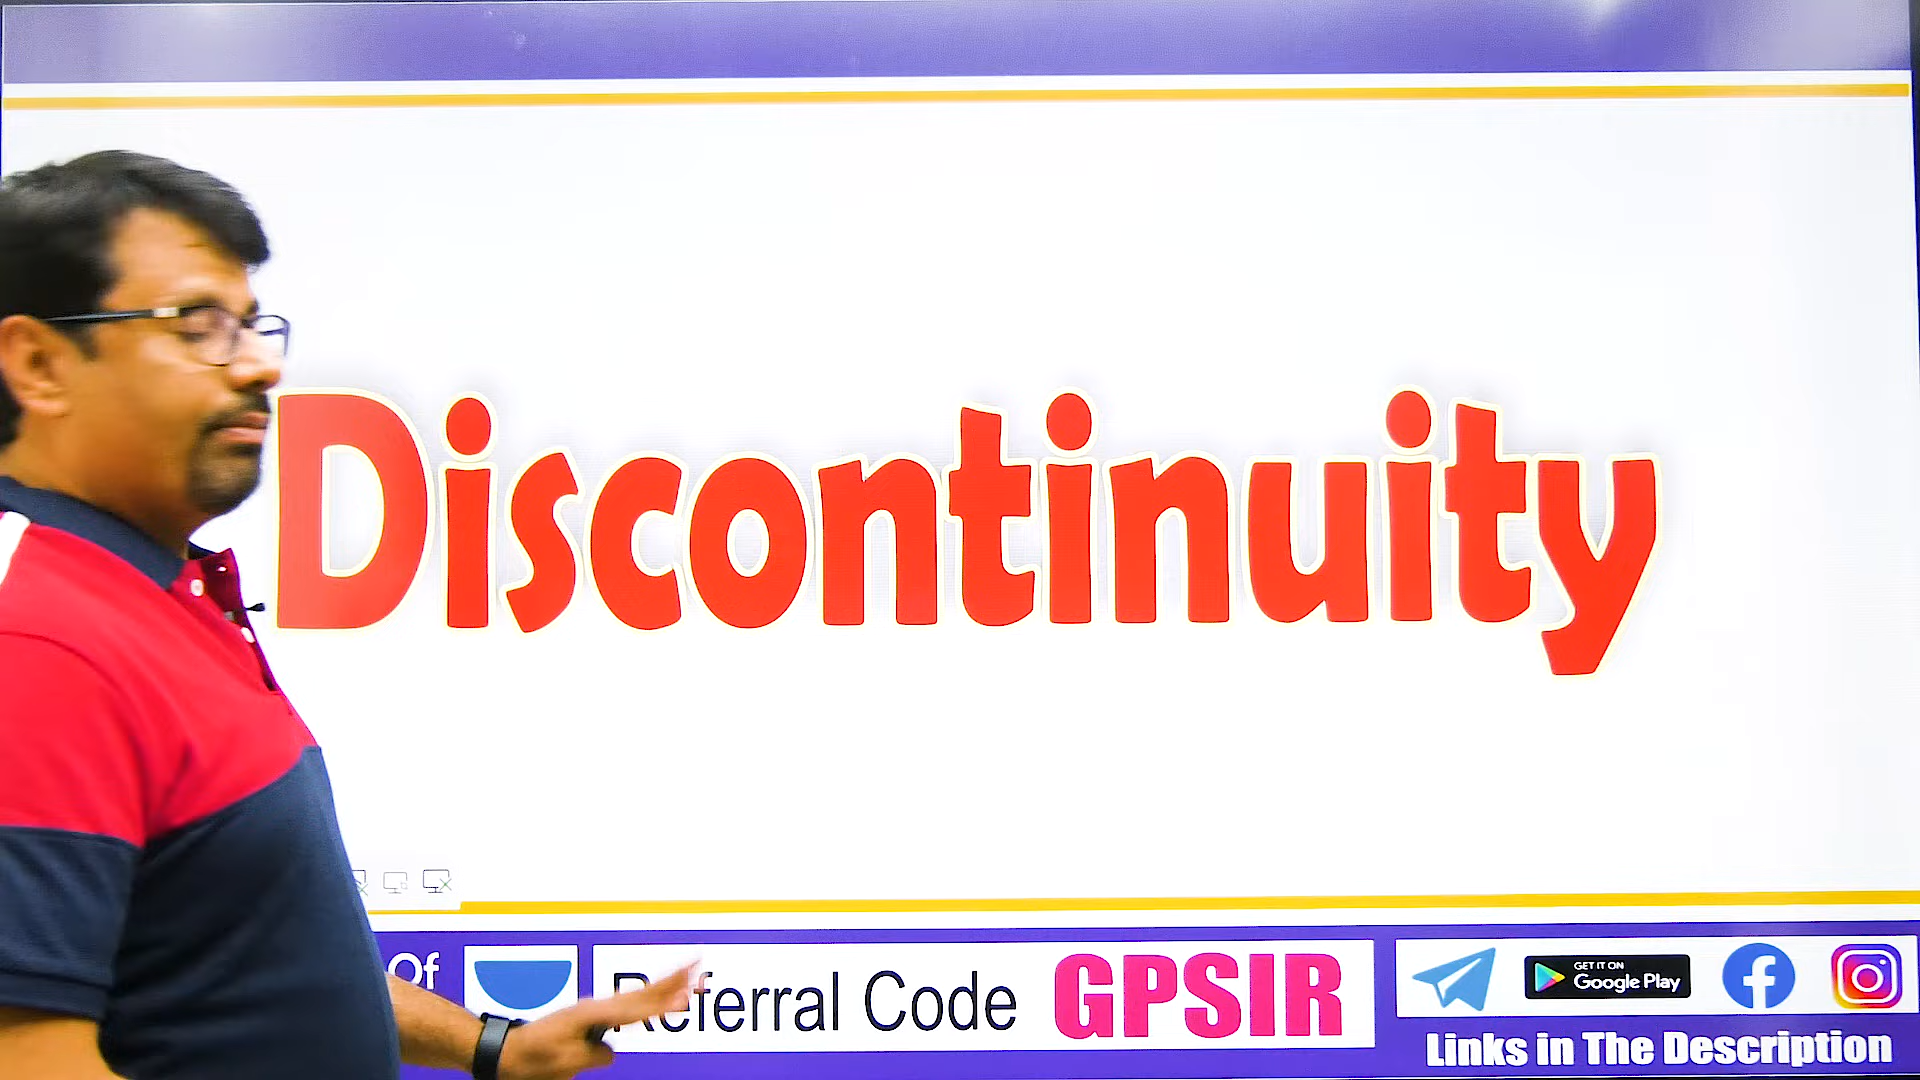 Discontinuity
Of
Referral Code GPSIR
GET IT ON
Google Play
Links in The Description